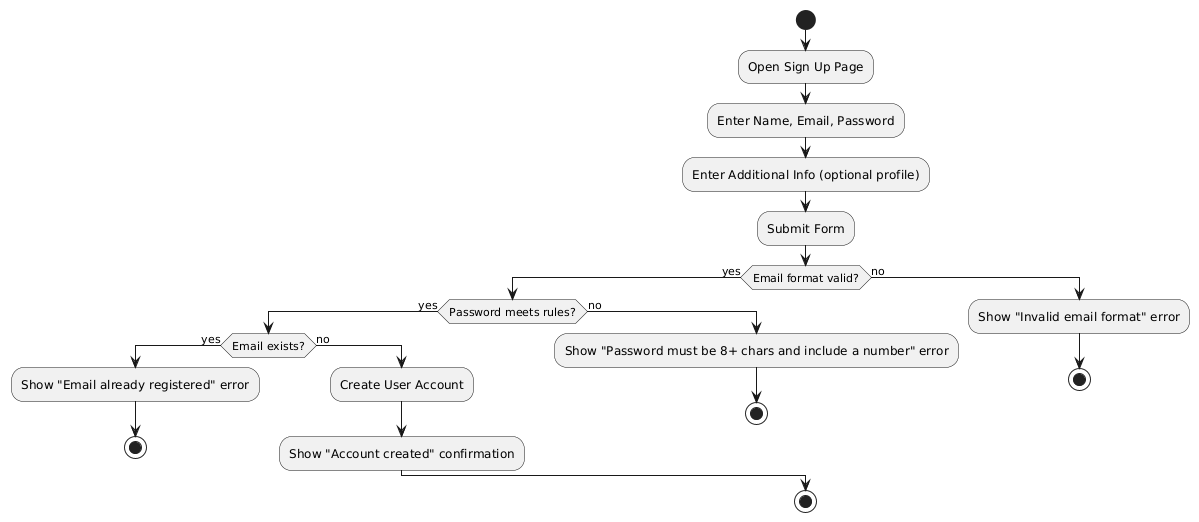 Open Sign Up Page
Enter Name, Email, Password
Enter Additional Info (optional profile)
Submit Form
yes
Email format valid?
no
yes
Password meets rules?
no
Show "Invalid email format" error
yes
Email exists?
no
Show "Password must be 8+ chars and include a number" error
Show "Email already registered" error
Create User Account
Show "Account created" confirmation